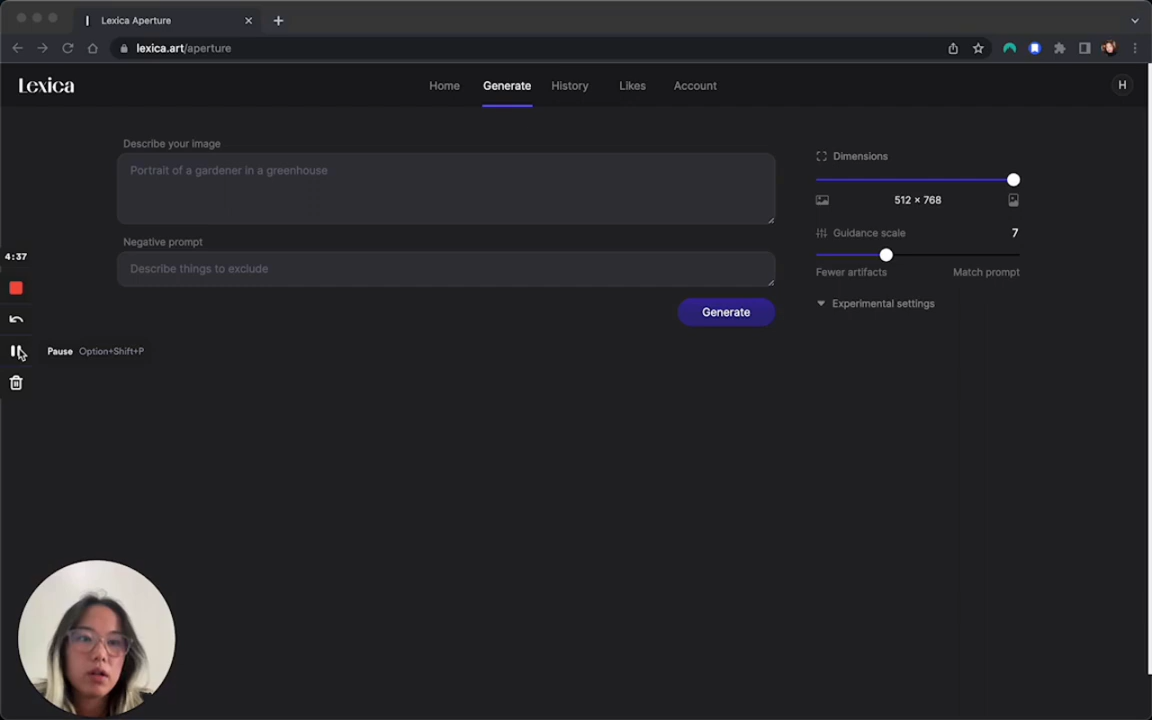 Lexica Aperture
lexica.art/aperture
Lexica
Home Generate History Likes Account
H
Describe your image
Portrait of a gardener in a greenhouse
Negative prompt
Describe things to exclude
Generate
Dimensions
512 × 768
Guidance scale 7
Fewer artifacts Match prompt
Experimental settings
4:37
Pause Option+Shift+P